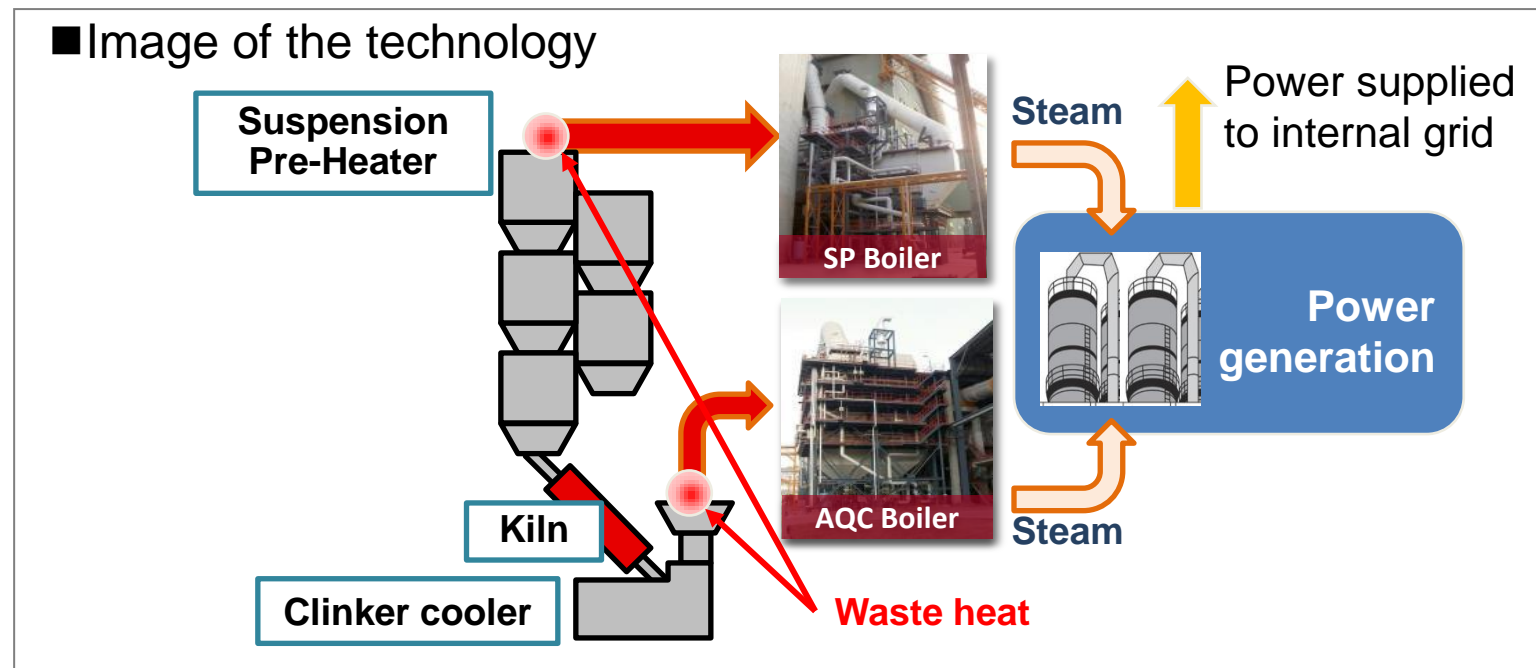 ■Image of the technology
Suspension
Pre-Heater
SP Boiler
Steam
Power supplied
to internal grid
Power
generation
AQC Boiler
Steam
Kiln
Clinker cooler
Waste heat